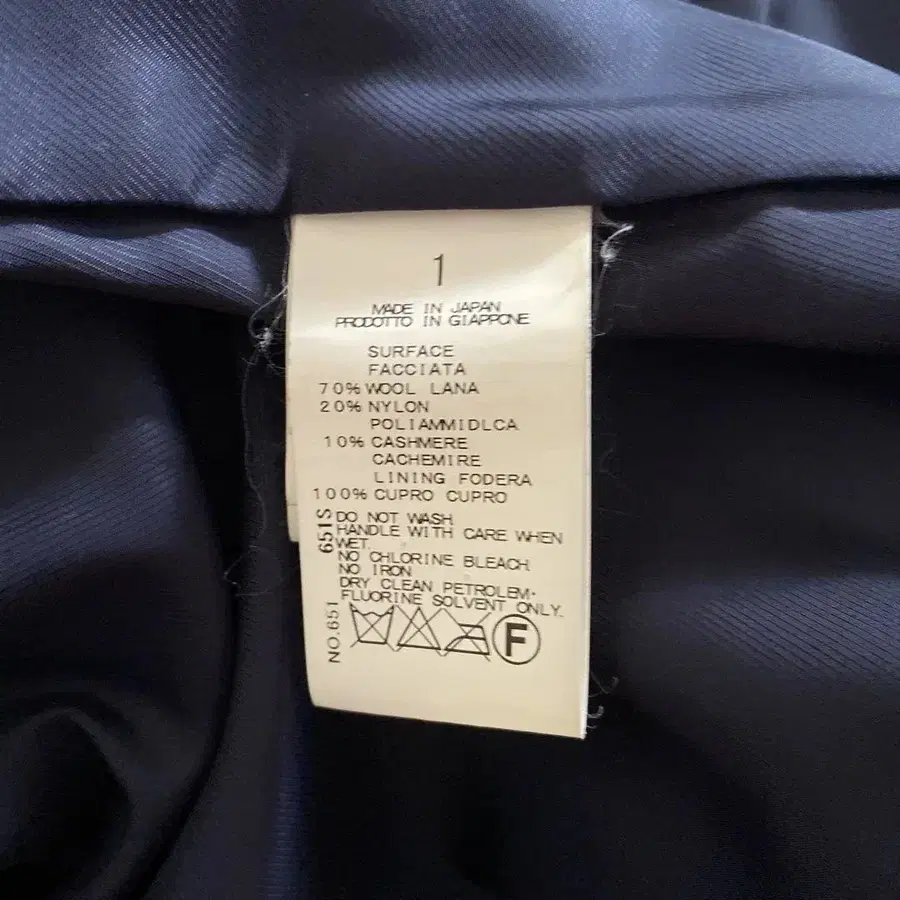 1
MADE IN JAPAN
PRODOTTO IN GIAPPONE
SURFACE
FACCIATA
70% WOOL LANA
20% NYLON
POLIAMMIDLCA
10% CASHMERE
CACHEMIRE
LINING FODERA
100% CUPRO CUPRO
DO NOT WASH
HANDLE WITH CARE WHEN
WET.
NO CHLORINE BLEACH
NO IRON
DRY CLEAN PETROLEM·
FLUORINE SOLVENT ONLY.
F
NO.651 651S